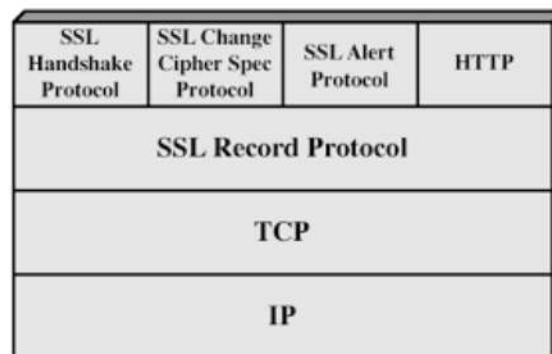 SSL
Handshake
Protocol
SSL Change
Cipher Spec
Protocol
SSL Alert
Protocol
HTTP
SSL Record Protocol
TCP
IP